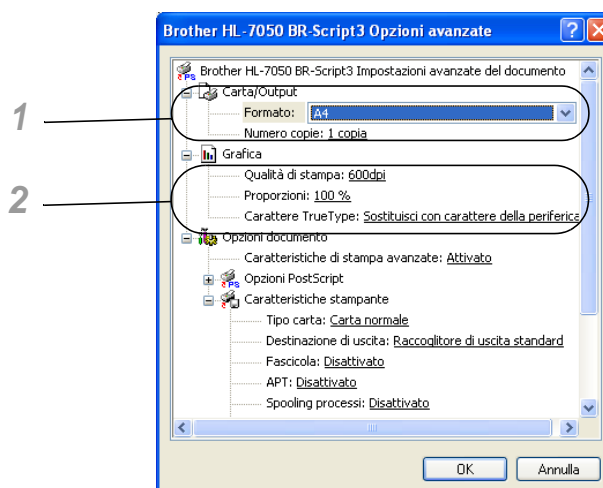 Brother HL-7050 BR-Script3 Opzioni avanzate
Brother HL-7050 BR-Script3 Impostazioni avanzate del documento
Carta/Output
1
Formato: A4
Numero copie: 1 copia
Grafica
Qualità di stampa: 600dpi
2
Proporzioni: 100 %
Carattere TrueType: Sostituisci con carattere della periferica
Opzioni documento
Caratteristiche di stampa avanzate: Attivato
PS Opzioni PostScript
Caratteristiche stampante
Tipo carta: Carta normale
Destinazione di uscita: Raccoglitore di uscita standard
Fascicola: Disattivato
APT: Disattivato
Spooling processi: Disattivato
OK Annulla